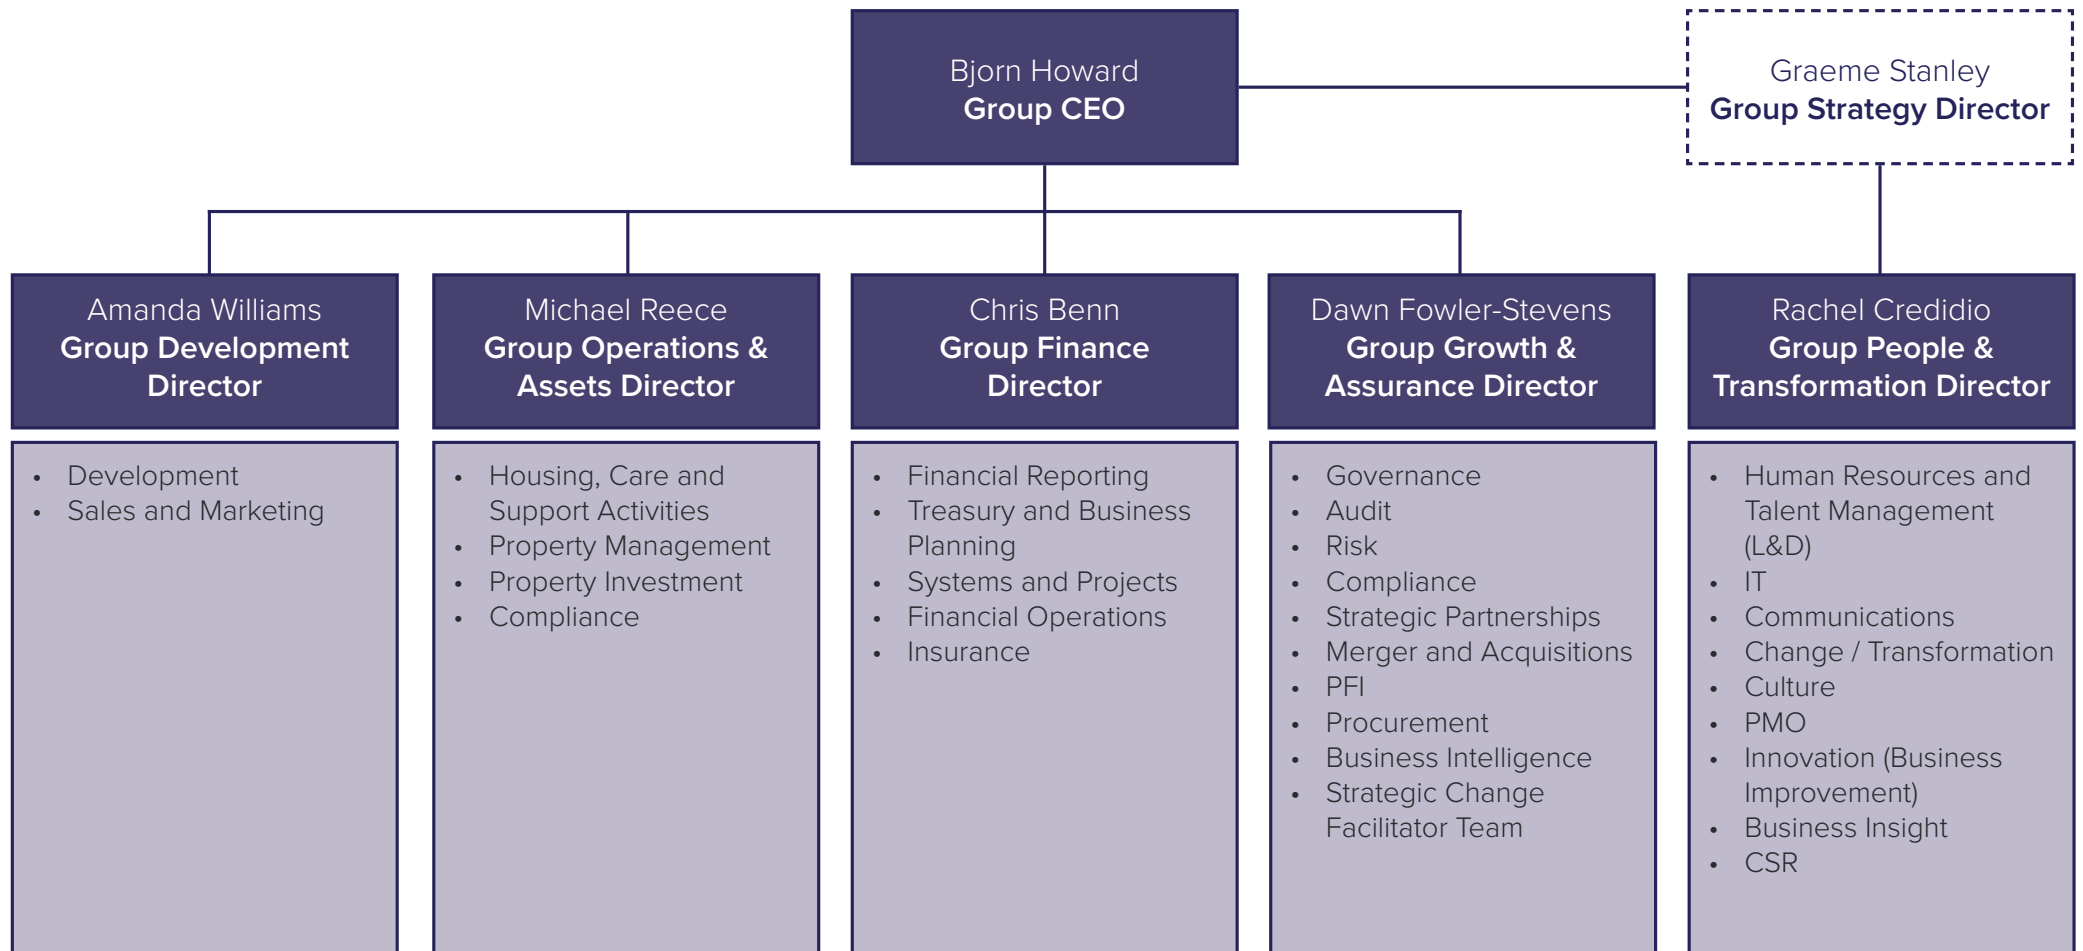 Bjorn Howard
Group CEO
Graeme Stanley
Group Strategy Director
Amanda Williams
Group Development
Director
Michael Reece
Group Operations &
Assets Director
Chris Benn
Group Finance
Director
Dawn Fowler-Stevens
Group Growth &
Assurance Director
Rachel Credidio
Group People &
Transformation Director
• Development
• Sales and Marketing
• Housing, Care and
Support Activities
• Property Management
• Property Investment
• Compliance
• Financial Reporting
• Treasury and Business
Planning
• Systems and Projects
• Financial Operations
• Insurance
• Governance
• Audit
• Risk
• Compliance
• Strategic Partnerships
• Merger and Acquisitions
• PFI
• Procurement
• Business Intelligence
• Strategic Change
Facilitator Team
• Human Resources and
Talent Management
(L&D)
• IT
• Communications
• Change / Transformation
• Culture
• PMO
• Innovation (Business
Improvement)
• Business Insight
• CSR